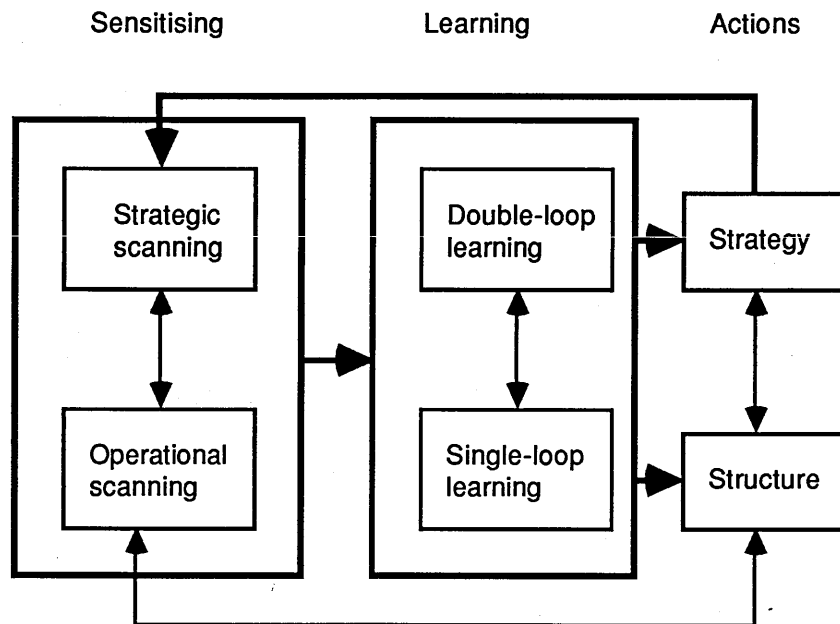 Sensitising
Learning
Actions
Strategic
scanning
Double-loop
learning
Strategy
Operational
scanning
Single-loop
learning
Structure